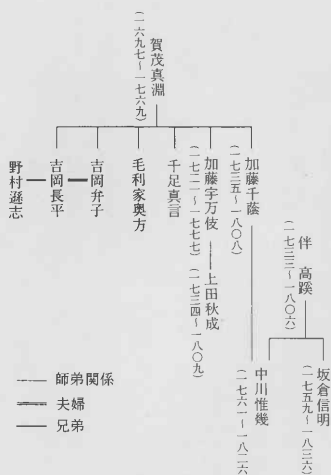 賀茂真淵
（一六九七〜一七六九）
伴　高蹊
（一七三三〜一八〇六）
坂倉信明
（一七五九〜一八三六）
中川惟幾
（一七六一〜一八二六
加藤千蔭
（一七三五〜一八〇八）
加藤宇万伎
（一七二一〜一七七七）
上田秋成
（一七三四〜一八〇九）
千足真言
毛利家奥方
吉岡弁子
吉岡長平
野村遜志
師弟関係
夫婦
兄弟